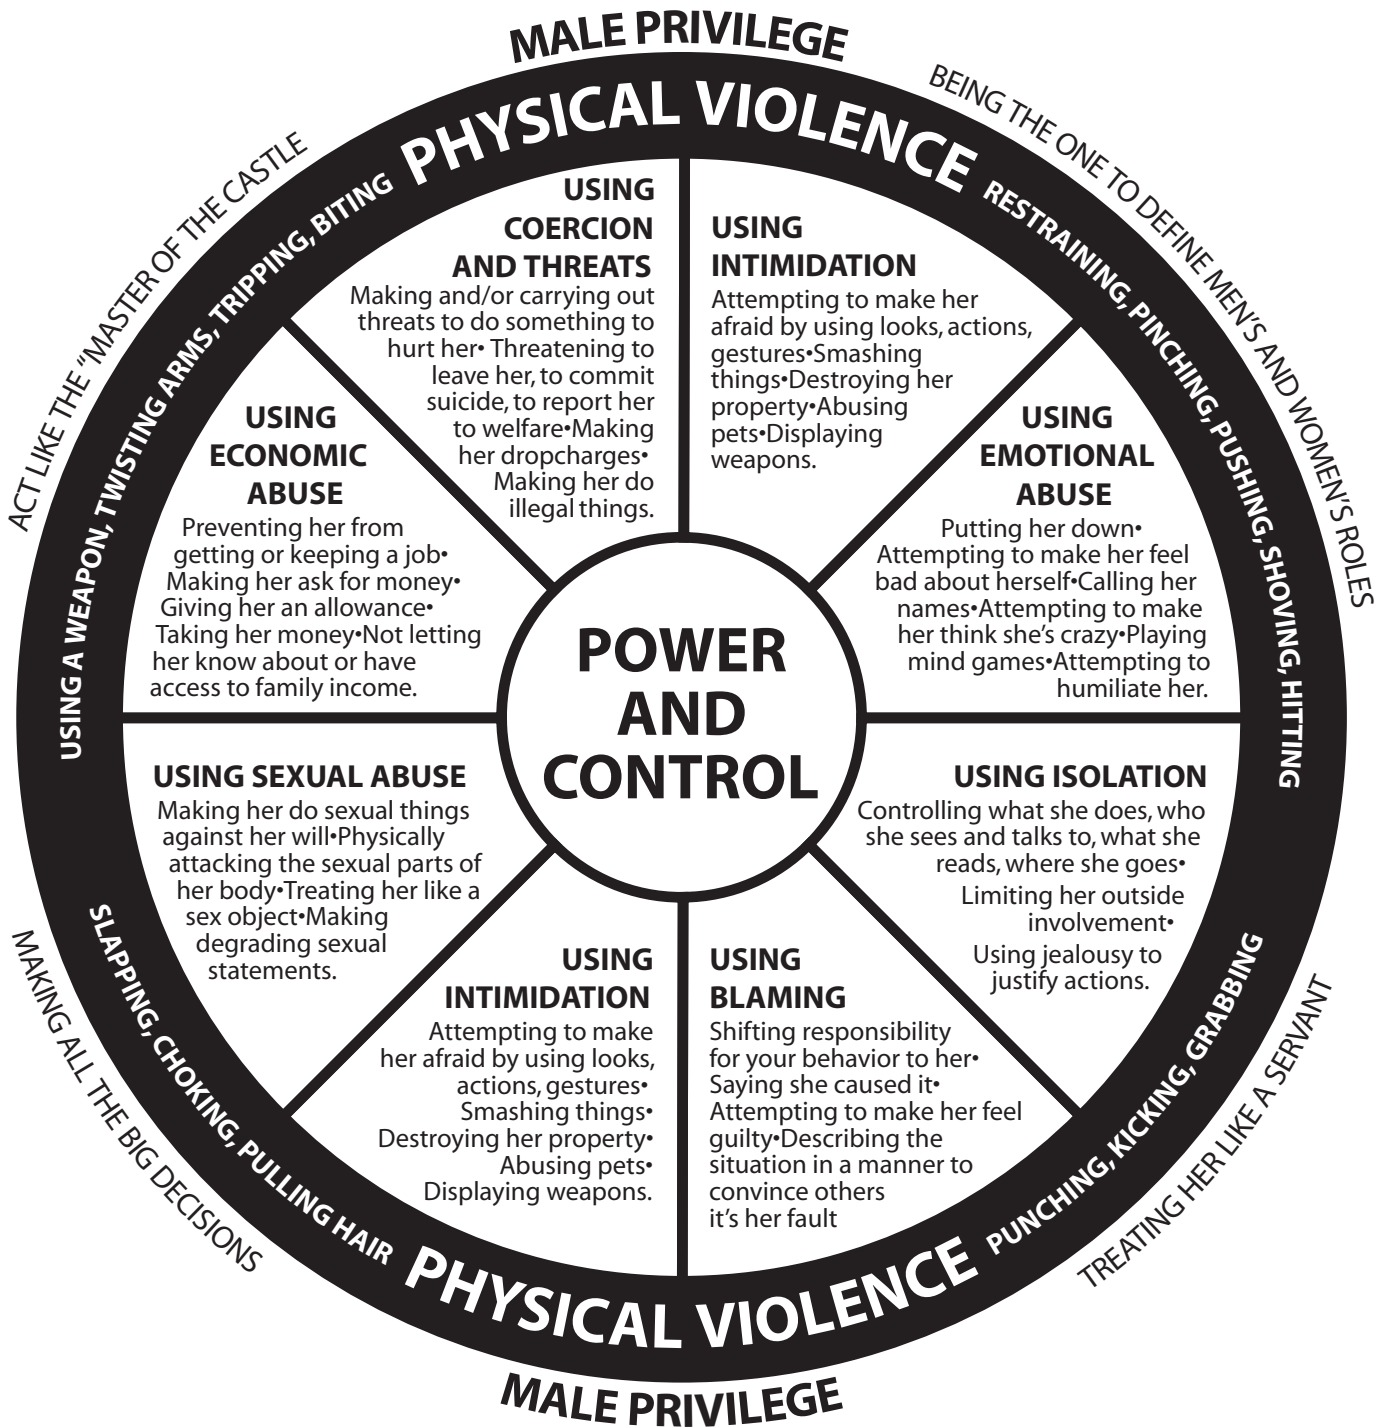 MALE PRIVILEGE
BEING THE ONE TO DEFINE MEN'S AND WOMEN'S ROLES
ACT LIKE THE "MASTER OF THE CASTLE
PHYSICAL VIOLENCE
RESTRAINING, PINCHING, PUSHING, SHOVING, HITTING
USING A WEAPON, TWISTING ARMS, TRIPPING, BITING
USING
COERCION
AND THREATS
Making and/or carrying out
threats to do something to
hurt her• Threatening to
leave her, to commit
suicide, to report her
to welfare•Making
her dropcharges•
Making her do
illegal things.
USING
INTIMIDATION
Attempting to make her
afraid by using looks, actions,
gestures•Smashing
things•Destroying her
property•Abusing
pets•Displaying
weapons.
USING
ECONOMIC
ABUSE
Preventing her from
getting or keeping a job•
Making her ask for money•
Giving her an allowance•
Taking her money•Not letting
her know about or have
access to family income.
USING
EMOTIONAL
ABUSE
Putting her down•
Attempting to make her feel
bad about herself•Calling her
names•Attempting to make
her think she's crazy•Playing
mind games•Attempting to
humiliate her.
POWER
AND
CONTROL
USING SEXUAL ABUSE
Making her do sexual things
against her will•Physically
attacking the sexual parts of
her body•Treating her like a
sex object•Making
degrading sexual
statements.
USING ISOLATION
Controlling what she does, who
she sees and talks to, what she
reads, where she goes•
Limiting her outside
involvement•
Using jealousy to
justify actions.
USING
INTIMIDATION
Attempting to make
her afraid by using looks,
actions, gestures•
Smashing things•
Destroying her property•
Abusing pets•
Displaying weapons.
USING
BLAMING
Shifting responsibility
for your behavior to her•
Saying she caused it•
Attempting to make her feel
guilty•Describing the
situation in a manner to
convince others
it's her fault
SLAPPING, CHOKING, PULLING HAIR
PHYSICAL VIOLENCE
PUNCHING, KICKING, GRABBING
MAKING ALL THE BIG DECISIONS
TREATING HER LIKE A SERVANT
MALE PRIVILEGE